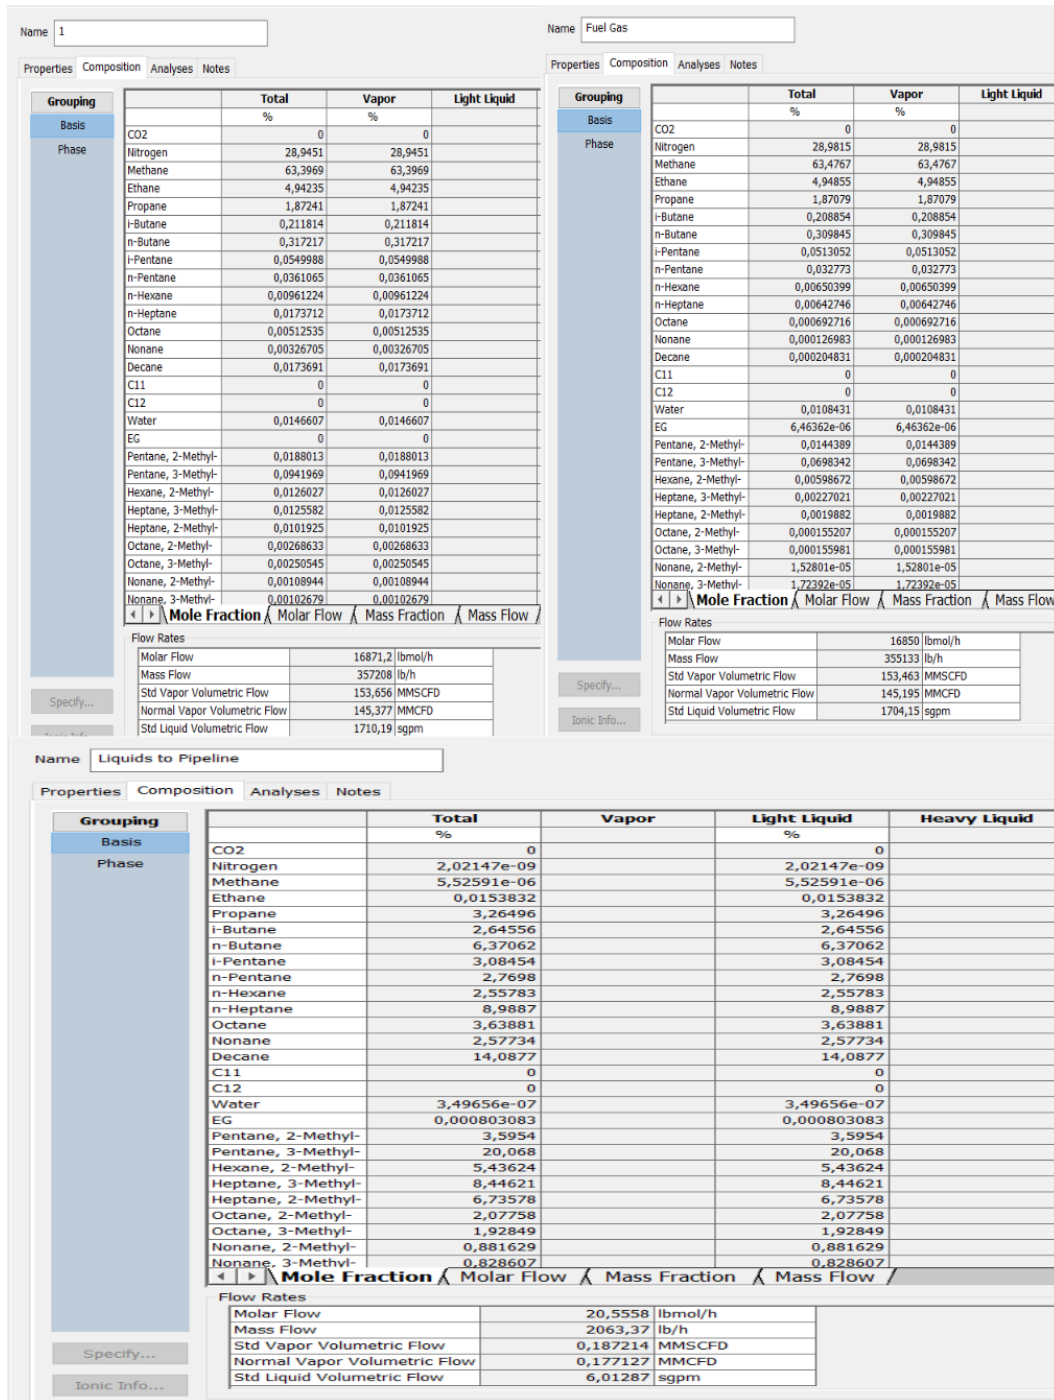 Name 1
Properties Composition Analyses Notes
Grouping
Basis
Phase
Total Vapor Light Liquid
% %
CO2 0 0
Nitrogen 28,9451 28,9451
Methane 63,3969 63,3969
Ethane 4,94235 4,94235
Propane 1,87241 1,87241
i-Butane 0,211814 0,211814
n-Butane 0,317217 0,317217
i-Pentane 0,0549988 0,0549988
n-Pentane 0,0361065 0,0361065
n-Hexane 0,00961224 0,00961224
n-Heptane 0,0173712 0,0173712
Octane 0,00512535 0,00512535
Nonane 0,00326705 0,00326705
Decane 0,0173691 0,0173691
C11 0 0
C12 0 0
Water 0,0146607 0,0146607
EG 0 0
Pentane, 2-Methyl- 0,0188013 0,0188013
Pentane, 3-Methyl- 0,0941969 0,0941969
Hexane, 2-Methyl- 0,0126027 0,0126027
Heptane, 3-Methyl- 0,0125582 0,0125582
Heptane, 2-Methyl- 0,0101925 0,0101925
Octane, 2-Methyl- 0,00268633 0,00268633
Octane, 3-Methyl- 0,00250545 0,00250545
Nonane, 2-Methyl- 0,00108944 0,00108944
Nonane, 3-Methyl- 0,00102679 0,00102679
Mole Fraction Molar Flow Mass Fraction Mass Flow
Flow Rates
Molar Flow 16871,2 lbmol/h
Mass Flow 357208 lb/h
Std Vapor Volumetric Flow 153,656 MMSCFD
Normal Vapor Volumetric Flow 145,377 MMCFD
Std Liquid Volumetric Flow 1710,19 sgpm
Specify...
Name Fuel Gas
Properties Composition Analyses Notes
Grouping
Basis
Phase
Total Vapor Light Liquid
% %
CO2 0 0
Nitrogen 28,9815 28,9815
Methane 63,4767 63,4767
Ethane 4,94855 4,94855
Propane 1,87079 1,87079
i-Butane 0,208854 0,208854
n-Butane 0,309845 0,309845
i-Pentane 0,0513052 0,0513052
n-Pentane 0,032773 0,032773
n-Hexane 0,00650399 0,00650399
n-Heptane 0,00642746 0,00642746
Octane 0,000692716 0,000692716
Nonane 0,000126983 0,000126983
Decane 0,000204831 0,000204831
C11 0 0
C12 0 0
Water 0,0108431 0,0108431
EG 6,46362e-06 6,46362e-06
Pentane, 2-Methyl- 0,0144389 0,0144389
Pentane, 3-Methyl- 0,0698342 0,0698342
Hexane, 2-Methyl- 0,00598672 0,00598672
Heptane, 3-Methyl- 0,00227021 0,00227021
Heptane, 2-Methyl- 0,0019882 0,0019882
Octane, 2-Methyl- 0,000155207 0,000155207
Octane, 3-Methyl- 0,000155981 0,000155981
Nonane, 2-Methyl- 1,52801e-05 1,52801e-05
Nonane, 3-Methyl- 1,72392e-05 1,72392e-05
Mole Fraction Molar Flow Mass Fraction Mass Flow
Flow Rates
Molar Flow 16850 lbmol/h
Mass Flow 355133 lb/h
Std Vapor Volumetric Flow 153,463 MMSCFD
Normal Vapor Volumetric Flow 145,195 MMCFD
Std Liquid Volumetric Flow 1704,15 sgpm
Specify...
Ionic Info...
Name Liquids to Pipeline
Properties Composition Analyses Notes
Grouping
Basis
Phase
Total Vapor Light Liquid Heavy Liquid
% %
CO2 0 0
Nitrogen 2,02147e-09 2,02147e-09
Methane 5,52591e-06 5,52591e-06
Ethane 0,0153832 0,0153832
Propane 3,26496 3,26496
i-Butane 2,64556 2,64556
n-Butane 6,37062 6,37062
i-Pentane 3,08454 3,08454
n-Pentane 2,7698 2,7698
n-Hexane 2,55783 2,55783
n-Heptane 8,9887 8,9887
Octane 3,63881 3,63881
Nonane 2,57734 2,57734
Decane 14,0877 14,0877
C11 0 0
C12 0 0
Water 3,49656e-07 3,49656e-07
EG 0,000803083 0,000803083
Pentane, 2-Methyl- 3,5954 3,5954
Pentane, 3-Methyl- 20,068 20,068
Hexane, 2-Methyl- 5,43624 5,43624
Heptane, 3-Methyl- 8,44621 8,44621
Heptane, 2-Methyl- 6,73578 6,73578
Octane, 2-Methyl- 2,07758 2,07758
Octane, 3-Methyl- 1,92849 1,92849
Nonane, 2-Methyl- 0,881629 0,881629
Nonane, 3-Methyl- 0,828607 0,828607
Mole Fraction Molar Flow Mass Fraction Mass Flow
Flow Rates
Molar Flow 20,5558 lbmol/h
Mass Flow 2063,37 lb/h
Std Vapor Volumetric Flow 0,187214 MMSCFD
Normal Vapor Volumetric Flow 0,177127 MMCFD
Std Liquid Volumetric Flow 6,01287 sgpm
Specify...
Ionic Info...